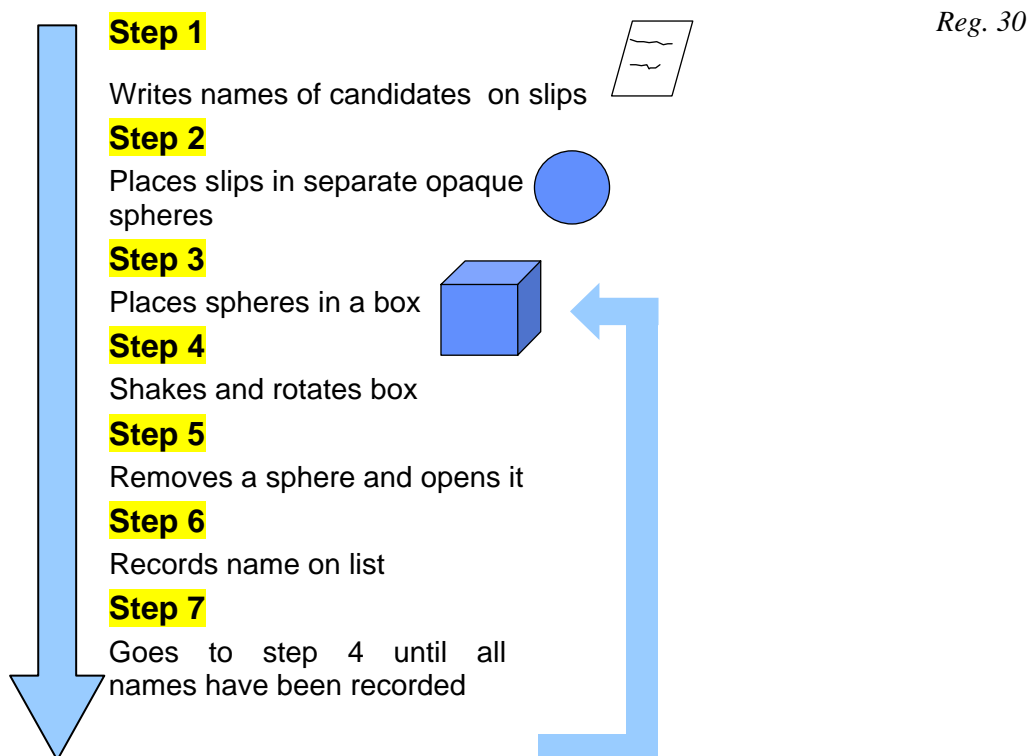 Step 1
Reg. 30
Writes names of candidates on slips
Step 2
Places slips in separate opaque
spheres
Step 3
Places spheres in a box
Step 4
Shakes and rotates box
Step 5
Removes a sphere and opens it
Step 6
Records name on list
Step 7
Goes to step 4 until all
names have been recorded